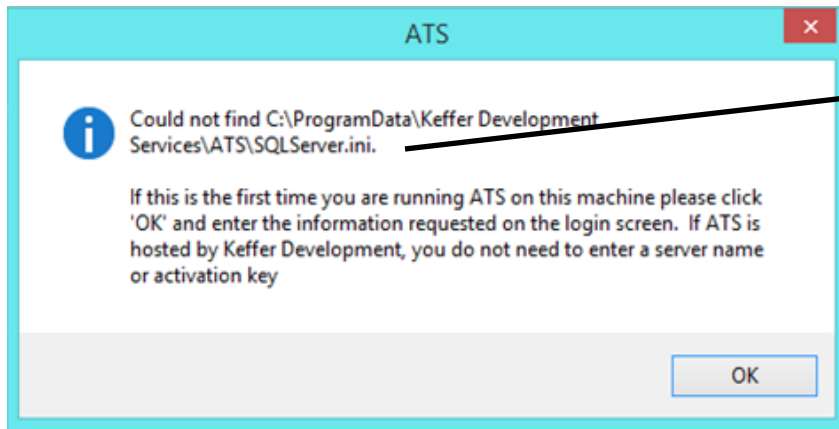 ATS
Could not find C:\ProgramData\Keffer Development
Services\ATS\SQLServer.ini.
If this is the first time you are running ATS on this machine please click
'OK' and enter the information requested on the login screen.  If ATS is
hosted by Keffer Development, you do not need to enter a server name
or activation key
OK